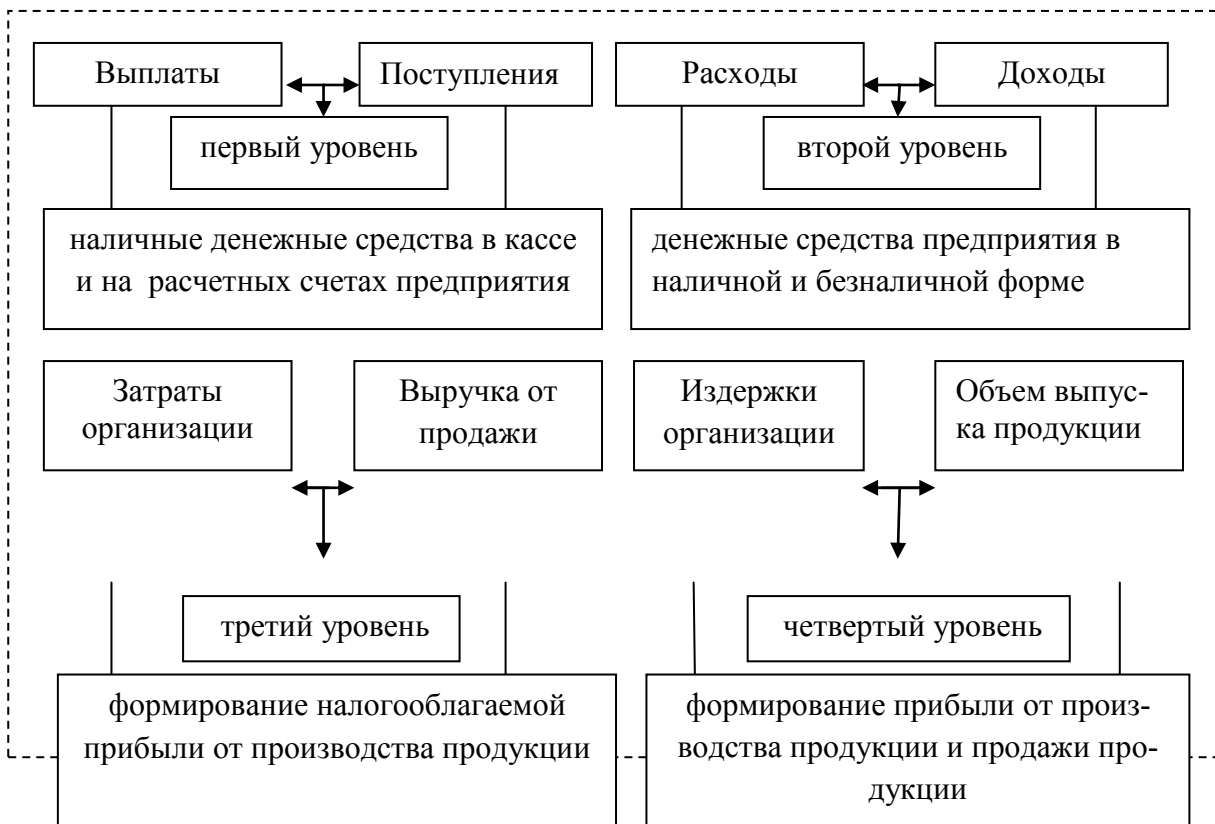 Выплаты
Поступления
Расходы
Доходы
первый уровень
второй уровень
наличные денежные средства в кассе
и на расчетных счетах предприятия
денежные средства предприятия в
наличной и безналичной форме
Затраты
организации
Выручка от
продажи
Издержки
организации
Объем выпус-
ка продукции
третий уровень
четвертый уровень
формирование налогооблагаемой
прибыли от производства продукции
формирование прибыли от произ-
водства продукции и продажи про-
дукции